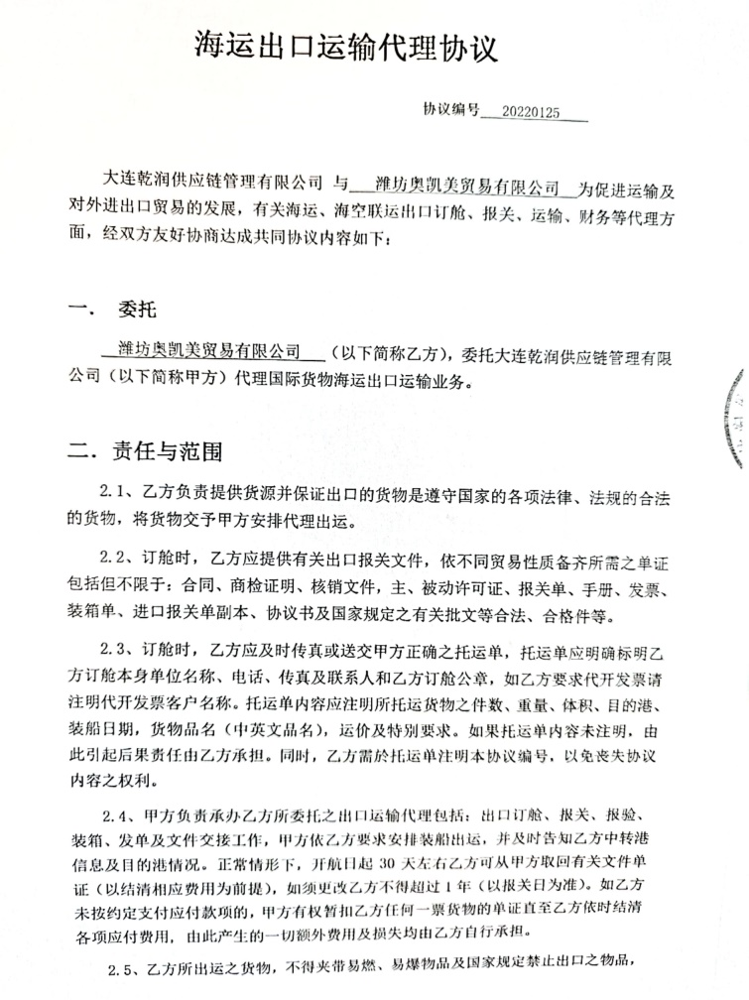 海运出口运输代理协议
协议编号 20220125
大连乾润供应链管理有限公司 与 潍坊奥凯美贸易有限公司 为促进运输及
对外进出口贸易的发展，有关海运、海空联运出口订舱、报关、运输、财务等代理方
面，经双方友好协商达成共同协议内容如下：
一． 委托
潍坊奥凯美贸易有限公司 （以下简称乙方），委托大连乾润供应链管理有限
公司（以下简称甲方）代理国际货物海运出口运输业务。
二．责任与范围
2.1、乙方负责提供货源并保证出口的货物是遵守国家的各项法律、法规的合法
的货物，将货物交予甲方安排代理出运。
2.2、订舱时，乙方应提供有关出口报关文件，依不同贸易性质备齐所需之单证
包括但不限于：合同、商检证明、核销文件，主、被动许可证、报关单、手册、发票、
装箱单、进口报关单副本、协议书及国家规定之有关批文等合法、合格件等。
2.3、订舱时，乙方应及时传真或送交甲方正确之托运单，托运单应明确标明乙
方订舱本身单位名称、电话、传真及联系人和乙方订舱公章，如乙方要求代开发票请
注明代开发票客户名称。托运单内容应注明所托运货物之件数、重量、体积、目的港、
装船日期，货物品名（中英文品名），运价及特别要求。如果托运单内容未注明，由
此引起后果责任由乙方承担。同时，乙方需於托运单注明本协议编号，以免丧失协议
内容之权利。
2.4、甲方负责承办乙方所委托之出口运输代理包括：出口订舱、报关、报验、
装箱、发单及文件交接工作，甲方依乙方要求安排装船出运，并及时告知乙方中转港
信息及目的港情况。正常情形下，开航日起 30 天左右乙方可从甲方取回有关文件单
证（以结清相应费用为前提），如须更改乙方不得超过 1 年（以报关日为准）。如乙方
未按约定支付应付款项的，甲方有权暂扣乙方任何一票货物的单证直至乙方依时结清
各项应付费用，由此产生的一切额外费用及损失均由乙方自行承担。
2.5、乙方所出运之货物，不得夹带易燃、易爆物品及国家规定禁止出口之物品，